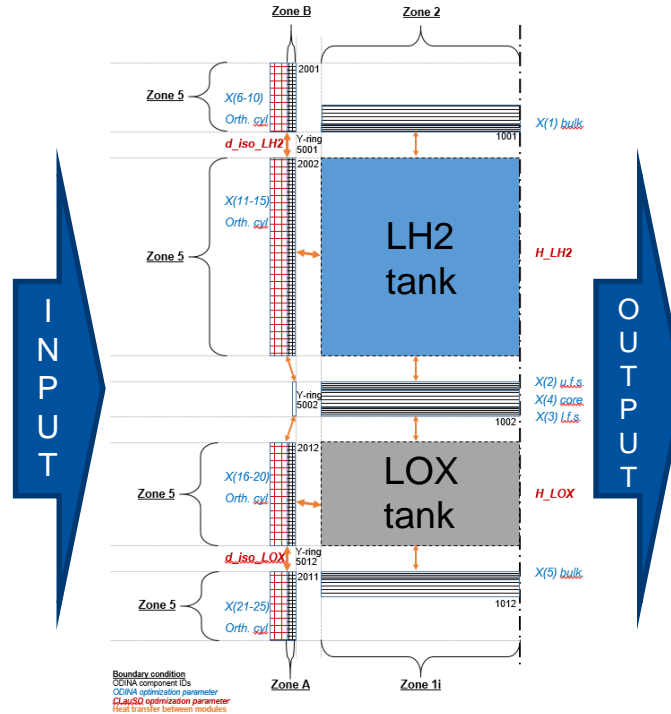 Zone B
Zone 2
2001
Zone 5
X(6-10)
Orth. cyl
X(1) bulk
1001
d_iso_LH2
Y-ring
5001
2002
X(11-15)
Orth. cyl
Zone 5
LH2
tank
H_LH2
INPUT
OUTPUT
X(2) u.f.s
X(4) core
X(3) l.f.s
Y-ring
5002
1002
2012
X(16-20)
Orth. cyl
Zone 5
LOX
tank
H_LOX
d_iso_LOX
Y-ring
5012
2011
X(5) bulk
Zone 5
X(21-25)
Orth. cyl
1012
Zone A
Zone 1i
Boundary condition
ODINA component IDs
ODINA optimization parameter
CLauSO optimization parameter
Heat transfer between modules